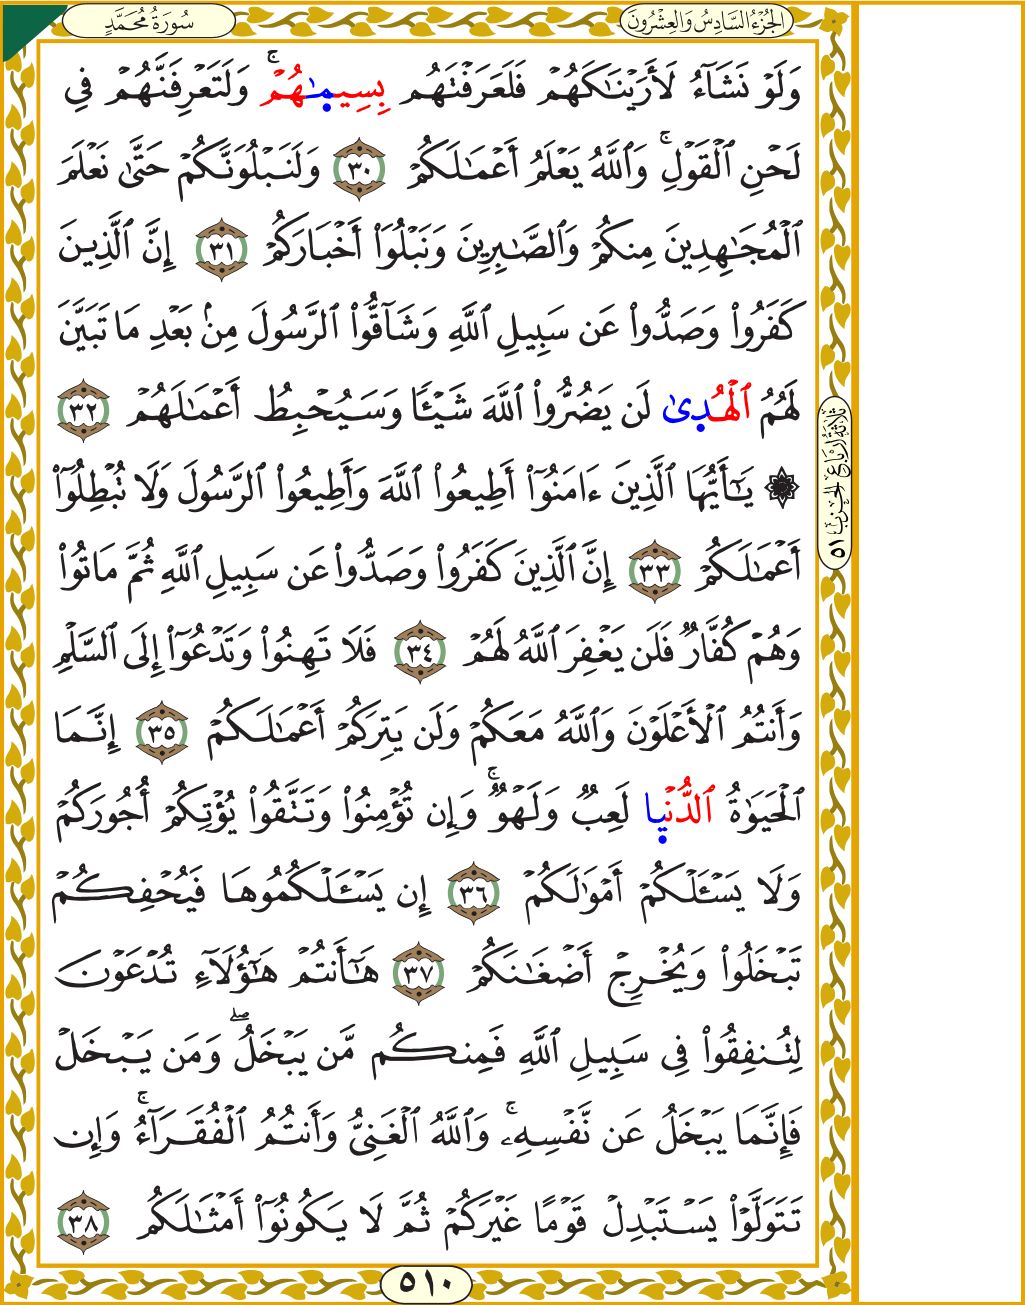 سُورَةُ مُحَمَّدٍ
الجُزْءُ السَّادِسُ وَالعِشْرُونَ
وَلَوْ نَشَآءُ لَأَرَيْنَٰكَهُمْ فَلَعَرَفْتَهُم بِسِيمَٰهُمْۚ وَلَتَعْرِفَنَّهُمْ فِى
لَحْنِ ٱلْقَوْلِۚ وَٱللَّهُ يَعْلَمُ أَعْمَٰلَكُمْ ٣٠ وَلَنَبْلُوَنَّكُمْ حَتَّىٰ نَعْلَمَ
ٱلْمُجَٰهِدِينَ مِنكُمْ وَٱلصَّٰبِرِينَ وَنَبْلُوَا۟ أَخْبَارَكُمْ ٣١ إِنَّ ٱلَّذِينَ
كَفَرُوا۟ وَصَدُّوا۟ عَن سَبِيلِ ٱللَّهِ وَشَآقُّوا۟ ٱلرَّسُولَ مِنۢ بَعْدِ مَا تَبَيَّنَ
لَهُمُ ٱلْهُدَىٰ لَن يَضُرُّوا۟ ٱللَّهَ شَيْـًٔا وَسَيُحْبِطُ أَعْمَٰلَهُمْ ٣٢
۞ يَٰٓأَيُّهَا ٱلَّذِينَ ءَامَنُوٓا۟ أَطِيعُوا۟ ٱللَّهَ وَأَطِيعُوا۟ ٱلرَّسُولَ وَلَا تُبْطِلُوٓا۟
أَعْمَٰلَكُمْ ٣٣ إِنَّ ٱلَّذِينَ كَفَرُوا۟ وَصَدُّوا۟ عَن سَبِيلِ ٱللَّهِ ثُمَّ مَاتُوا۟
وَهُمْ كُفَّارٌ فَلَن يَغْفِرَ ٱللَّهُ لَهُمْ ٣٤ فَلَا تَهِنُوا۟ وَتَدْعُوٓا۟ إِلَى ٱلسَّلْمِ
وَأَنتُمُ ٱلْأَعْلَوْنَ وَٱللَّهُ مَعَكُمْ وَلَن يَتِرَكُمْ أَعْمَٰلَكُمْ ٣٥ إِنَّمَا
ٱلْحَيَوٰةُ ٱلدُّنْيَا لَعِبٌ وَلَهْوٌۚ وَإِن تُؤْمِنُوا۟ وَتَتَّقُوا۟ يُؤْتِكُمْ أُجُورَكُمْ
وَلَا يَسْـَٔلْكُمْ أَمْوَٰلَكُمْ ٣٦ إِن يَسْـَٔلْكُمُوهَا فَيُحْفِكُمْ
تَبْخَلُوا۟ وَيُخْرِجْ أَضْغَٰنَكُمْ ٣٧ هَٰٓأَنتُمْ هَٰٓؤُلَآءِ تُدْعَوْنَ
لِتُنفِقُوا۟ فِى سَبِيلِ ٱللَّهِ فَمِنكُم مَّن يَبْخَلُۖ وَمَن يَبْخَلْ
فَإِنَّمَا يَبْخَلُ عَن نَّفْسِهِۦۚ وَٱللَّهُ ٱلْغَنِىُّ وَأَنتُمُ ٱلْفُقَرَآءُۚ وَإِن
تَتَوَلَّوْا۟ يَسْتَبْدِلْ قَوْمًا غَيْرَكُمْ ثُمَّ لَا يَكُونُوٓا۟ أَمْثَٰلَكُم ٣٨
ثَلَاثَةُ أَرْبَاعِ الحِزْبِ ٥١
٥١٠